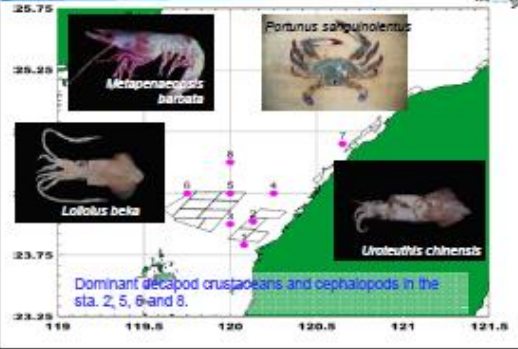 25.75
Portunus sanguinolentus
25.25
Metapenaeopsis
barbata
7
8
6
5
4
Loliolus beka
3
2
1
Uroteuthis chinensis
23.75
Dominant decapod crustaceans and cephalopods in the
sta. 2, 5, 6 and 8.
23.25
119
119.5
120
120.5
121
121.5